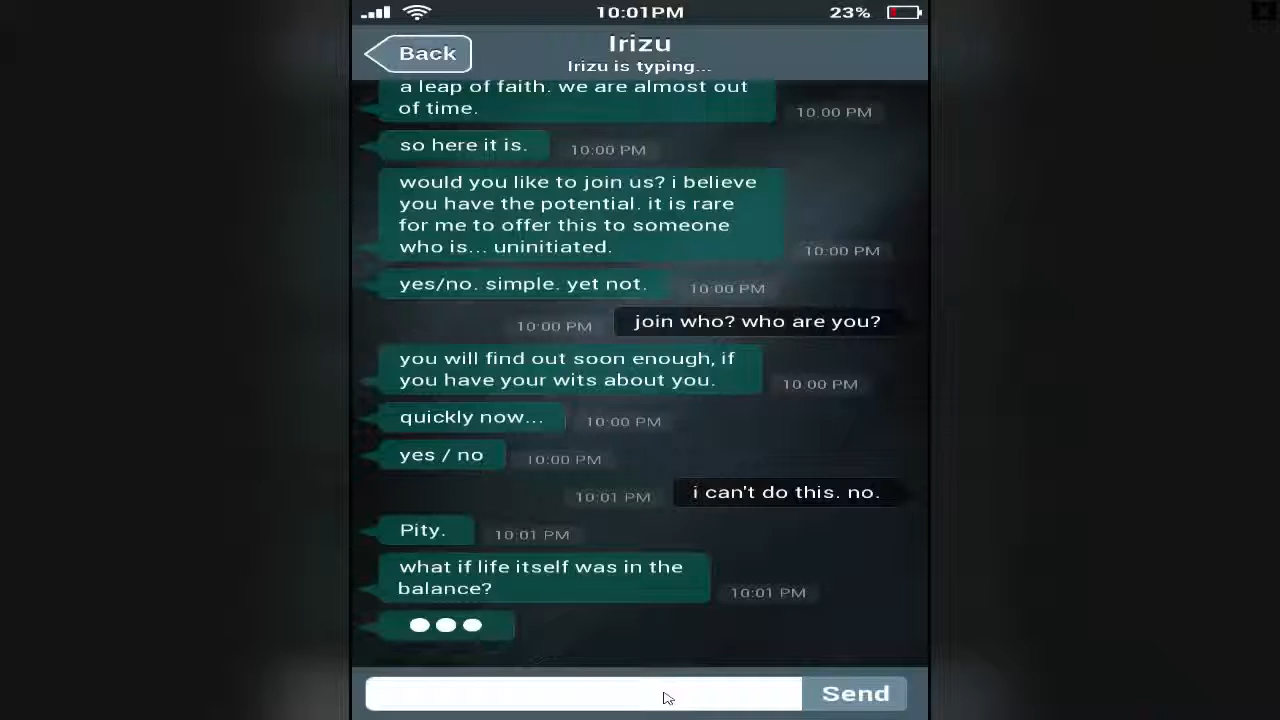 10:01PM
23%
Back
Irizu
Irizu is typing...
a leap of faith. we are almost out
of time.
10:00 PM
so here it is.
10:00 PM
would you like to join us? i believe
you have the potential. it is rare
for me to offer this to someone
who is... uninitiated.
10:00 PM
yes/no. simple. yet not.
10:00 PM
10:00 PM
join who? who are you?
you will find out soon enough, if
you have your wits about you.
10:00 PM
quickly now...
10:00 PM
yes / no
10:00 PM
10:01 PM
i can't do this. no.
Pity.
10:01 PM
what if life itself was in the
balance?
10:01 PM
Send